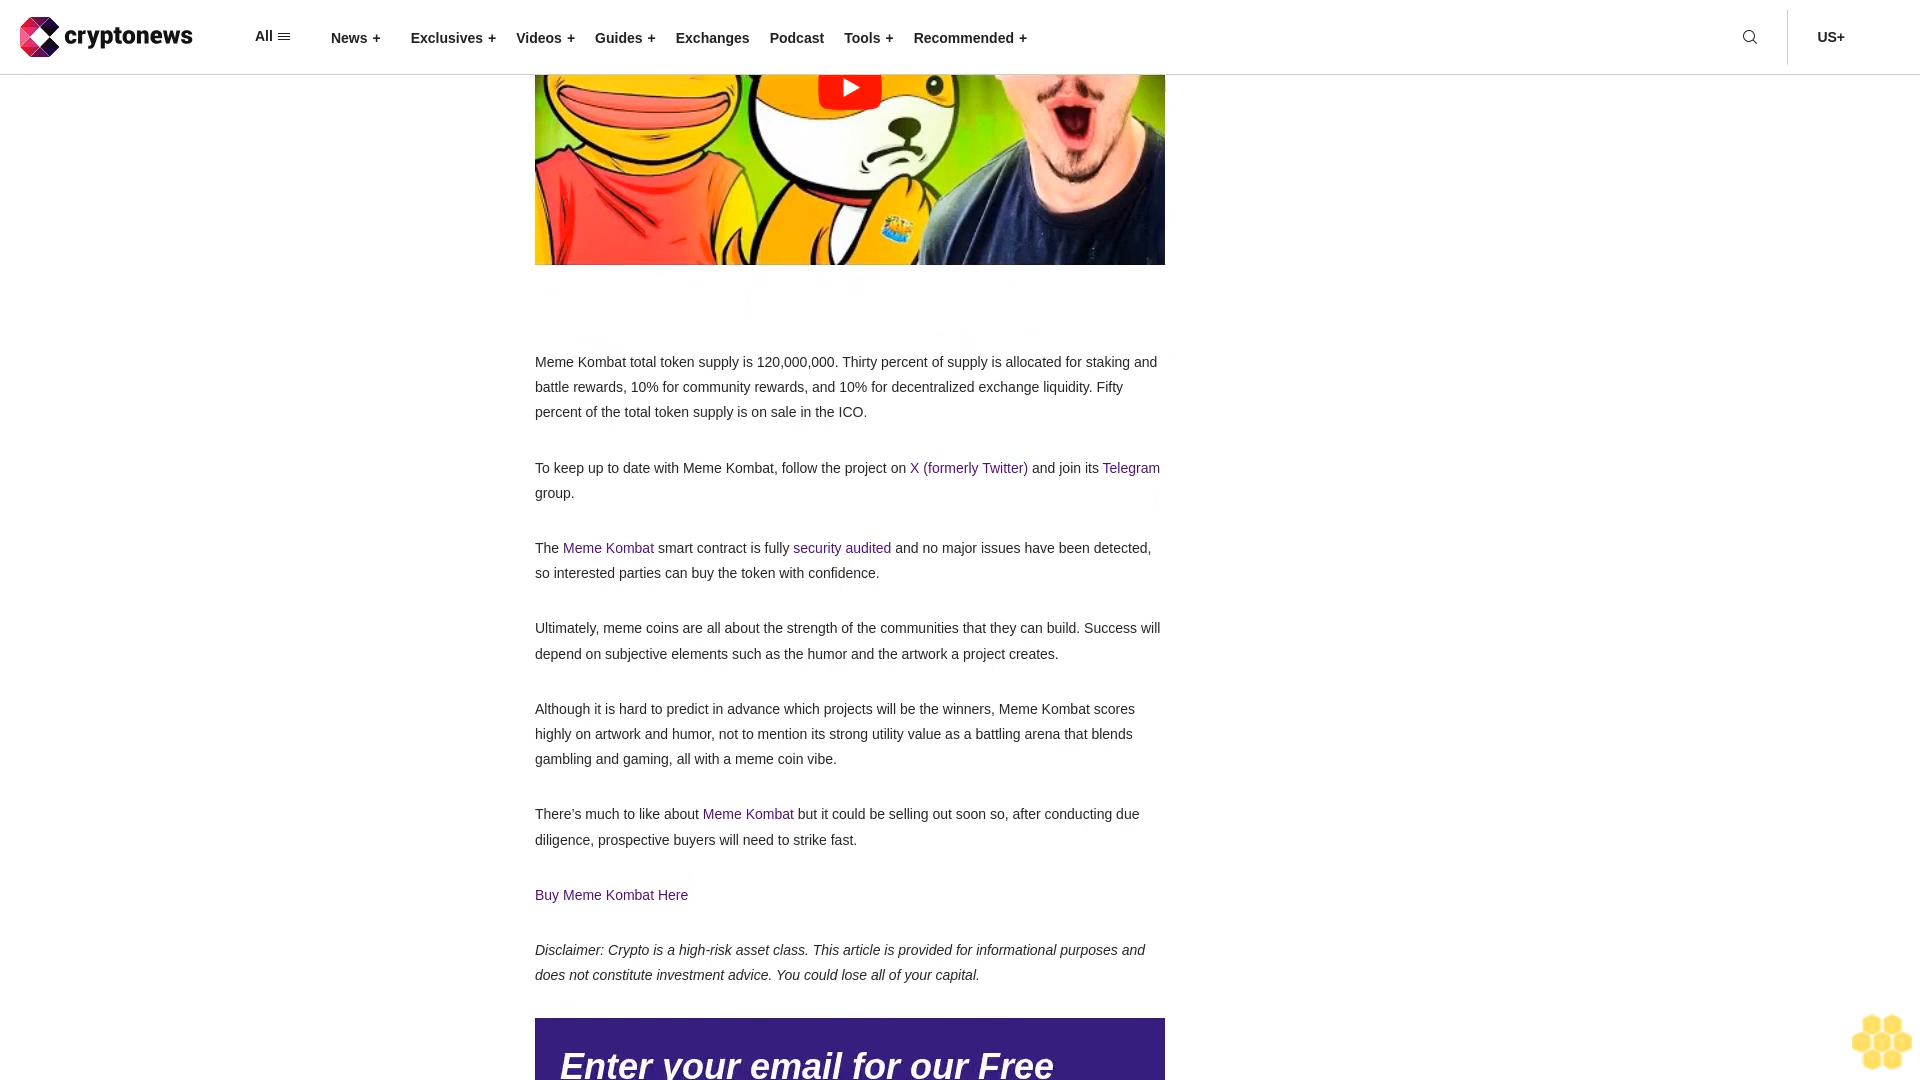 cryptonews
All
News +
Exclusives +
Videos +
Guides +
Exchanges
Podcast
Tools +
Recommended +
US+
Meme Kombat total token supply is 120,000,000. Thirty percent of supply is allocated for staking and
battle rewards, 10% for community rewards, and 10% for decentralized exchange liquidity. Fifty
percent of the total token supply is on sale in the ICO.
To keep up to date with Meme Kombat, follow the project on X (formerly Twitter) and join its Telegram
group.
The Meme Kombat smart contract is fully security audited and no major issues have been detected,
so interested parties can buy the token with confidence.
Ultimately, meme coins are all about the strength of the communities that they can build. Success will
depend on subjective elements such as the humor and the artwork a project creates.
Although it is hard to predict in advance which projects will be the winners, Meme Kombat scores
highly on artwork and humor, not to mention its strong utility value as a battling arena that blends
gambling and gaming, all with a meme coin vibe.
There’s much to like about Meme Kombat but it could be selling out soon so, after conducting due
diligence, prospective buyers will need to strike fast.
Buy Meme Kombat Here
Disclaimer: Crypto is a high-risk asset class. This article is provided for informational purposes and
does not constitute investment advice. You could lose all of your capital.
Enter your email for our Free